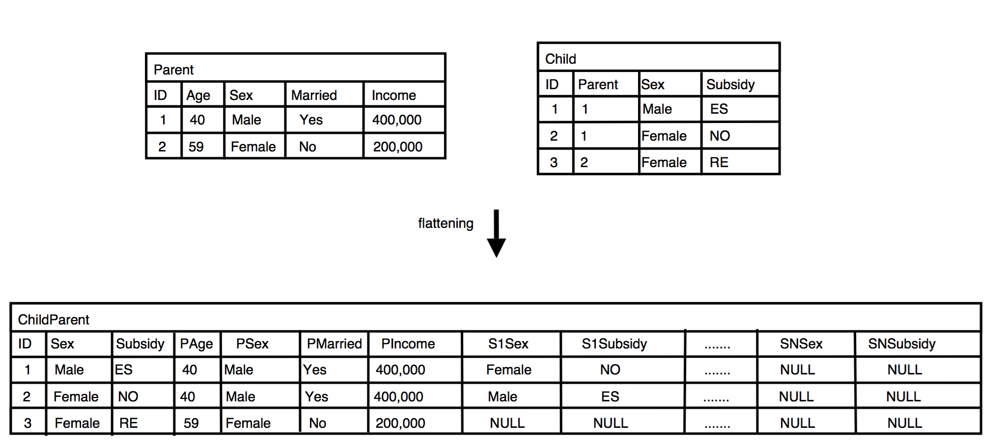 Parent
ID Age Sex Married Income
1 40 Male Yes 400,000
2 59 Female No 200,000
Child
ID Parent Sex Subsidy
1 1 Male ES
2 1 Female NO
3 2 Female RE
flattening
ChildParent
ID Sex Subsidy PAge PSex PMarried PIncome S1Sex S1Subsidy ....... SNSex SNSubsidy
1 Male ES 40 Male Yes 400,000 Female NO ....... NULL NULL
2 Female NO 40 Male Yes 400,000 Male ES ....... NULL NULL
3 Female RE 59 Female No 200,000 NULL NULL ....... NULL NULL